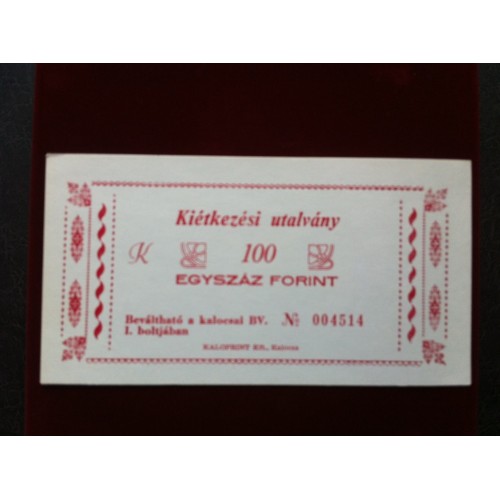 Kiétkezési utalvány
K 100
EGYSZÁZ FORINT
Beváltható a kalocsai BV. № 004514
I. boltjában
KALOPRINT Kft., Kalocsa